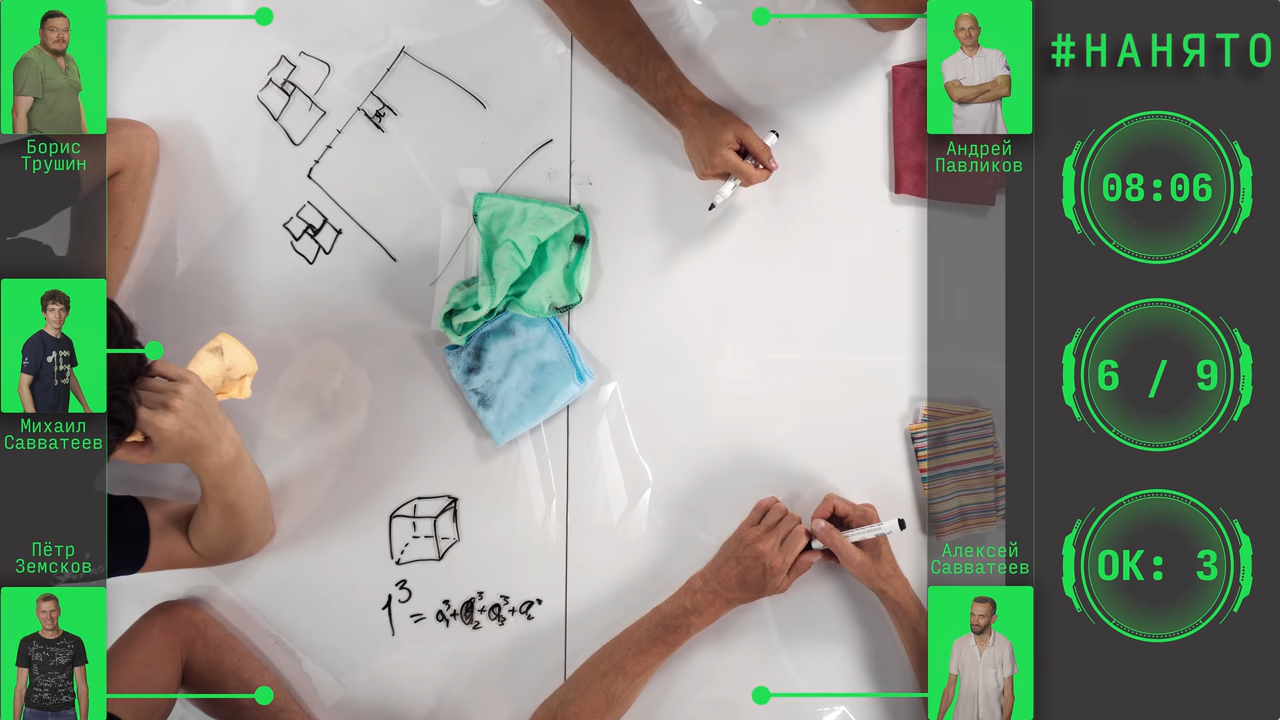 Борис
Трушин
Андрей
Павликов
#НАНЯТО
08:06
6 / 9
Михаил
Савватеев
Пётр
Земсков
Алексей
Савватеев
OK: 3